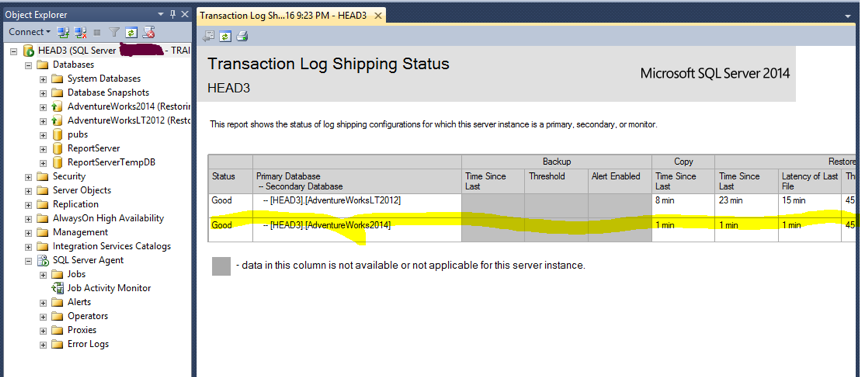 Object Explorer
Connect
HEAD3 (SQL Server - TRAI
Databases
System Databases
Database Snapshots
AdventureWorks2014 (Restorin
AdventureWorksLT2012 (Resto
pubs
ReportServer
ReportServerTempDB
Security
Server Objects
Replication
AlwaysOn High Availability
Management
Integration Services Catalogs
SQL Server Agent
Jobs
Job Activity Monitor
Alerts
Operators
Proxies
Error Logs
Transaction Log Sh...16 9:23 PM - HEAD3
Transaction Log Shipping Status
HEAD3
Microsoft SQL Server 2014
This report shows the status of log shipping configurations for which this server instance is a primary, secondary, or monitor.
Backup Copy Restore
Status Primary Database Time Since Threshold Alert Enabled Time Since Time Since Latency of Last Th
-- Secondary Database Last Last Last File
Good -- [HEAD3].[AdventureWorksLT2012] 8 min 23 min 15 min 45
Good -- [HEAD3].[AdventureWorks2014] 1 min 1 min 1 min 45
- data in this column is not available or not applicable for this server instance.